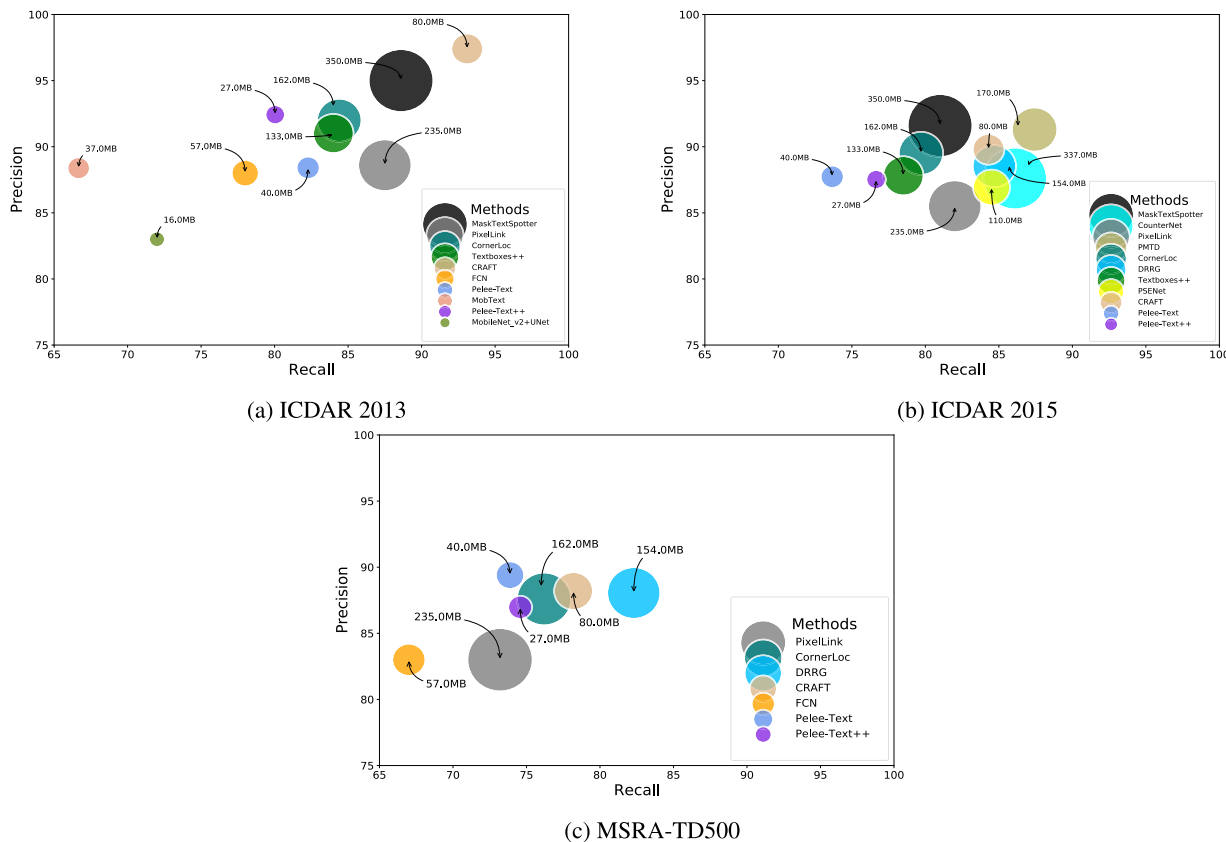 100
95
90
85
80
75
Precision
65
70
75
80
85
90
95
100
Recall
80.0MB
350.0MB
162.0MB
27.0MB
133.0MB
235.0MB
37.0MB
57.0MB
40.0MB
16.0MB
Methods
MaskTextSpotter
PixelLink
CornerLoc
Textboxes++
CRAFT
FCN
Pelee-Text
MobText
Pelee-Text++
MobileNet_v2+UNet
(a) ICDAR 2013
100
95
90
85
80
75
Precision
65
70
75
80
85
90
95
100
Recall
350.0MB
170.0MB
162.0MB
80.0MB
133.0MB
40.0MB
337.0MB
154.0MB
27.0MB
110.0MB
235.0MB
Methods
MaskTextSpotter
CounterNet
PixelLink
PMTD
CornerLoc
DRRG
Textboxes++
PSENet
CRAFT
Pelee-Text
Pelee-Text++
(b) ICDAR 2015
100
95
90
85
80
75
Precision
65
70
75
80
85
90
95
100
Recall
40.0MB
162.0MB
154.0MB
235.0MB
27.0MB
80.0MB
57.0MB
Methods
PixelLink
CornerLoc
DRRG
CRAFT
FCN
Pelee-Text
Pelee-Text++
(c) MSRA-TD500